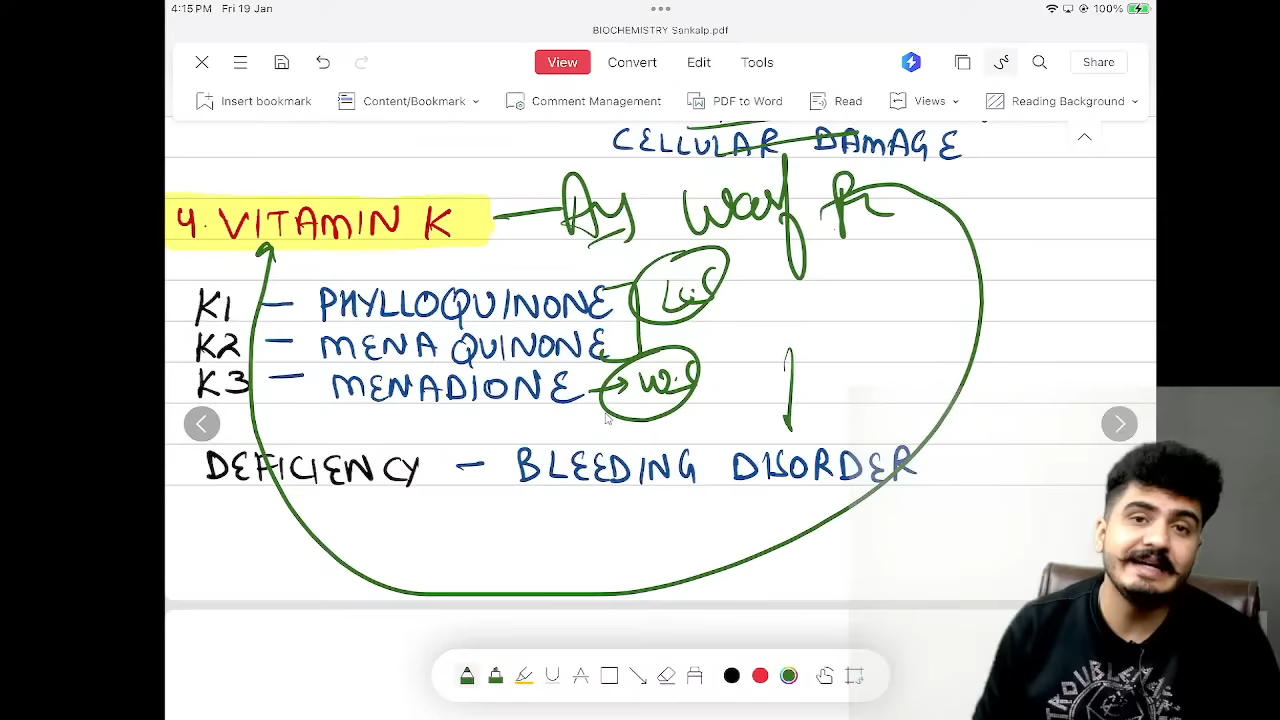 4:15 PM Fri 19 Jan
100%
BIOCHEMISTRY Sankalp.pdf
View Convert Edit Tools Share
Insert bookmark Content/Bookmark Comment Management PDF to Word Read Views Reading Background
CELLULAR DAMAGE
4. VITAMIN K
K1 — PHYLLOQUINONE
K2 — MENAQUINONE
K3 — MENADIONE
DEFICIENCY — BLEEDING DISORDER